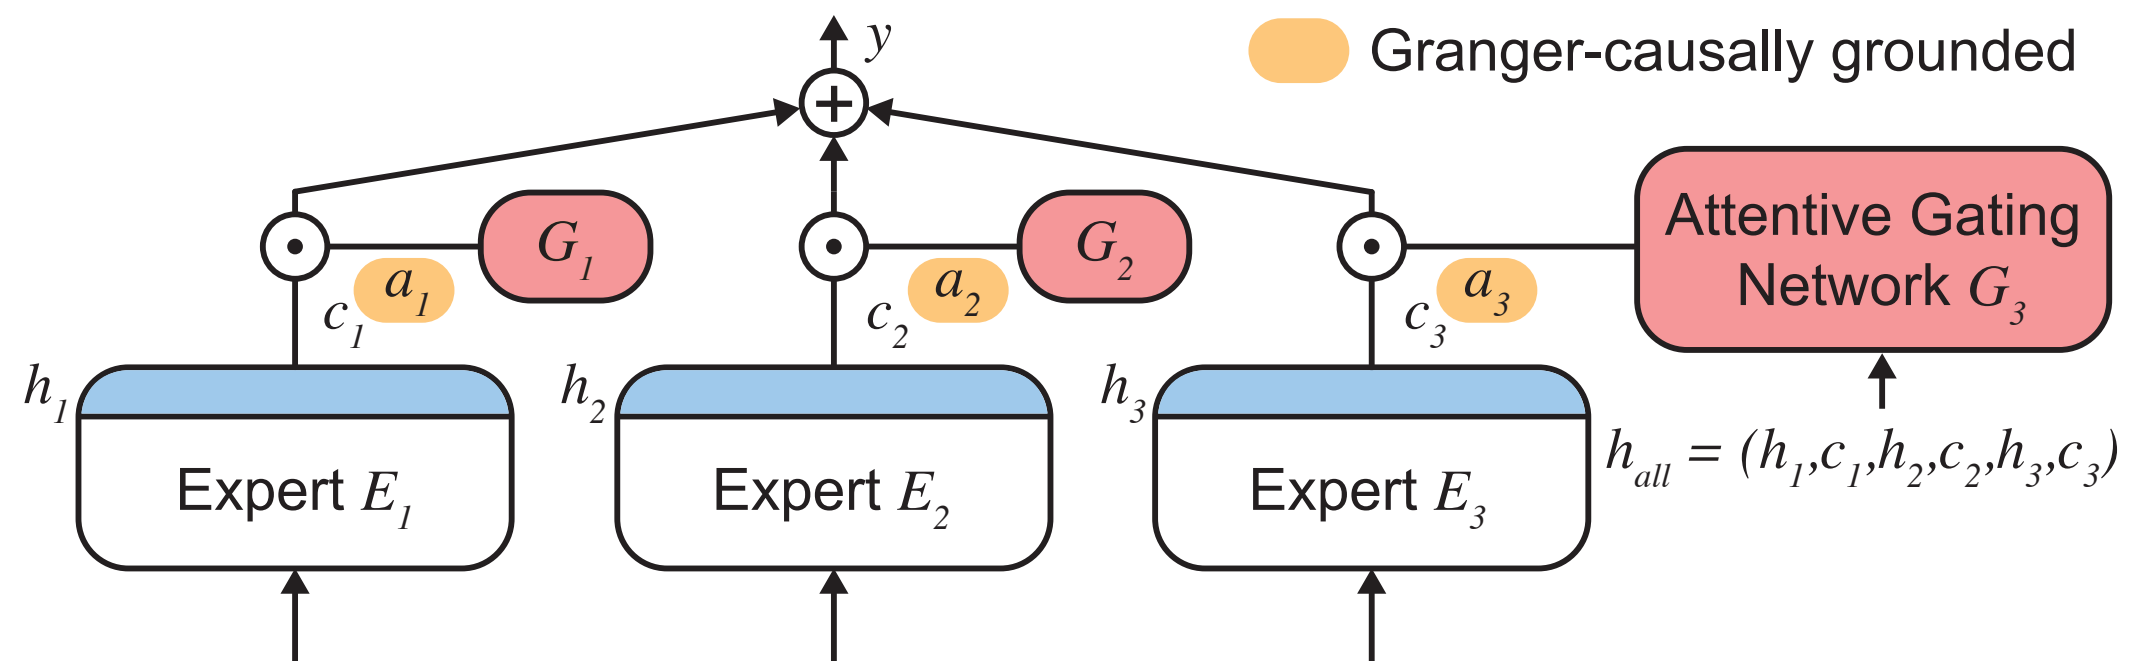 y
Granger-causally grounded
G1
G2
Attentive Gating
Network G3
c1 a1
c2 a2
c3 a3
h1
h2
h3
hall = (h1,c1,h2,c2,h3,c3)
Expert E1
Expert E2
Expert E3